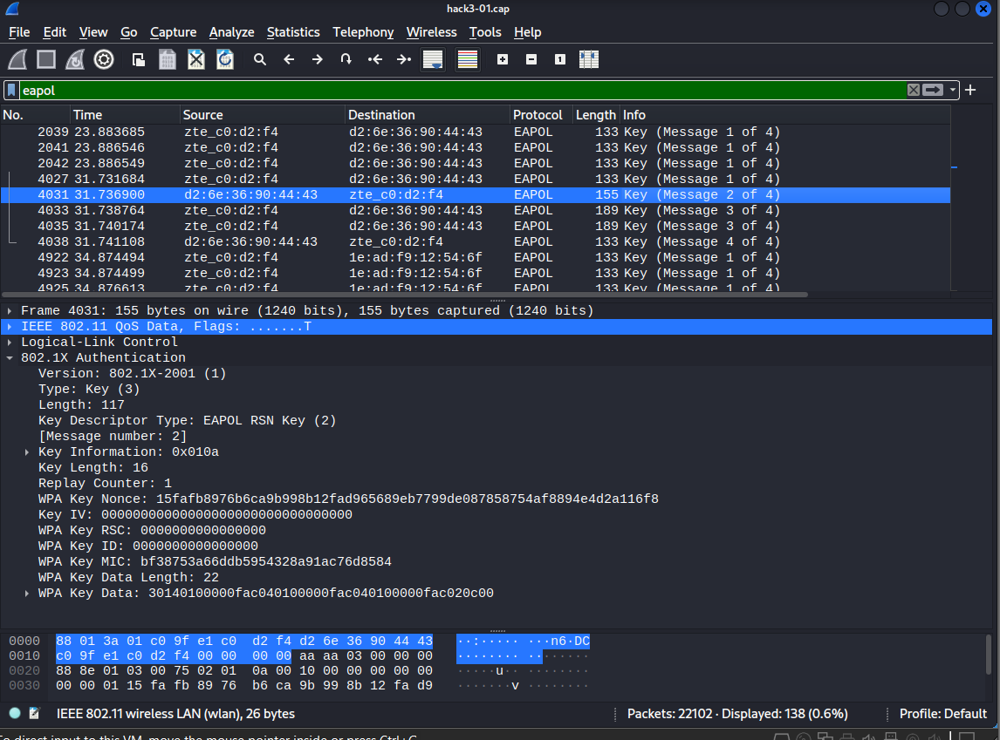 hack3-01.cap
File Edit View Go Capture Analyze Statistics Telephony Wireless Tools Help
eapol
No. Time Source Destination Protocol Length Info
2039 23.883685 zte_c0:d2:f4 d2:6e:36:90:44:43 EAPOL 133 Key (Message 1 of 4)
2041 23.886546 zte_c0:d2:f4 d2:6e:36:90:44:43 EAPOL 133 Key (Message 1 of 4)
2042 23.886549 zte_c0:d2:f4 d2:6e:36:90:44:43 EAPOL 133 Key (Message 1 of 4)
4027 31.731684 zte_c0:d2:f4 d2:6e:36:90:44:43 EAPOL 133 Key (Message 1 of 4)
4031 31.736900 d2:6e:36:90:44:43 zte_c0:d2:f4 EAPOL 155 Key (Message 2 of 4)
4033 31.738764 zte_c0:d2:f4 d2:6e:36:90:44:43 EAPOL 189 Key (Message 3 of 4)
4035 31.740174 zte_c0:d2:f4 d2:6e:36:90:44:43 EAPOL 189 Key (Message 3 of 4)
4038 31.741108 d2:6e:36:90:44:43 zte_c0:d2:f4 EAPOL 133 Key (Message 4 of 4)
4922 34.874494 zte_c0:d2:f4 1e:ad:f9:12:54:6f EAPOL 133 Key (Message 1 of 4)
4923 34.874499 zte_c0:d2:f4 1e:ad:f9:12:54:6f EAPOL 133 Key (Message 1 of 4)
4925 34.876613 zte_c0:d2:f4 1e:ad:f9:12:54:6f EAPOL 133 Key (Message 1 of 4)
Frame 4031: 155 bytes on wire (1240 bits), 155 bytes captured (1240 bits)
IEEE 802.11 QoS Data, Flags: .......T
Logical-Link Control
802.1X Authentication
Version: 802.1X-2001 (1)
Type: Key (3)
Length: 117
Key Descriptor Type: EAPOL RSN Key (2)
[Message number: 2]
Key Information: 0x010a
Key Length: 16
Replay Counter: 1
WPA Key Nonce: 15fafb8976b6ca9b998b12fad965689eb7799de087858754af8894e4d2a116f8
Key IV: 00000000000000000000000000000000
WPA Key RSC: 0000000000000000
WPA Key ID: 0000000000000000
WPA Key MIC: bf38753a66ddb5954328a91ac76d8584
WPA Key Data Length: 22
WPA Key Data: 30140100000fac040100000fac040100000fac020c00
0000 88 01 3a 01 c0 9f e1 c0 d2 f4 d2 6e 36 90 44 43 ··:····· ···n6·DC
0010 c0 9f e1 c0 d2 f4 00 00 00 00 aa aa 03 00 00 00 ········ ········
0020 88 8e 01 03 00 75 02 01 0a 00 10 00 00 00 00 00 ·····u·· ········
0030 00 00 01 15 fa fb 89 76 b6 ca 9b 99 8b 12 fa d9 ·······v ········
IEEE 802.11 wireless LAN (wlan), 26 bytes Packets: 22102 · Displayed: 138 (0.6%) Profile: Default
To direct input to this VM, move the mouse pointer inside or press Ctrl+G